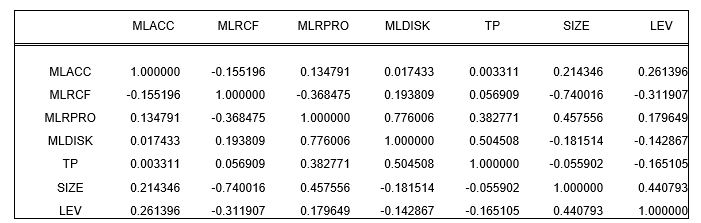 MLACC MLRCF MLRPRO MLDISK TP SIZE LEV
MLACC 1.000000 -0.155196 0.134791 0.017433 0.003311 0.214346 0.261396
MLRCF -0.155196 1.000000 -0.368475 0.193809 0.056909 -0.740016 -0.311907
MLRPRO 0.134791 -0.368475 1.000000 0.776006 0.382771 0.457556 0.179649
MLDISK 0.017433 0.193809 0.776006 1.000000 0.504508 -0.181514 -0.142867
TP 0.003311 0.056909 0.382771 0.504508 1.000000 -0.055902 -0.165105
SIZE 0.214346 -0.740016 0.457556 -0.181514 -0.055902 1.000000 0.440793
LEV 0.261396 -0.311907 0.179649 -0.142867 -0.165105 0.440793 1.000000